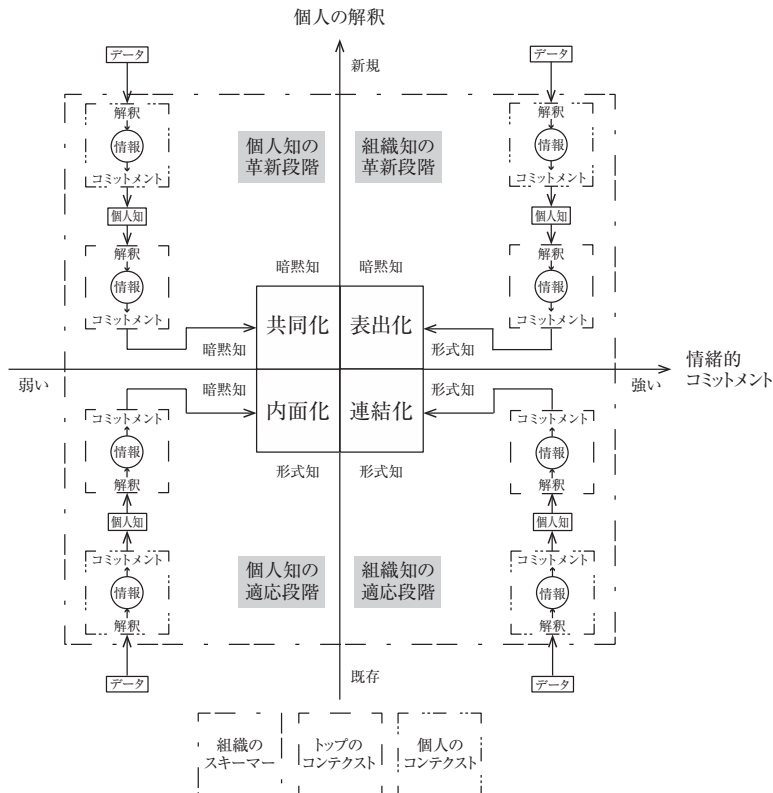 個人の解釈
新規
データ
解釈
情報
コミットメント
個人知
解釈
情報
コミットメント
個人知の
革新段階
組織知の
革新段階
データ
解釈
情報
コミットメント
個人知
解釈
情報
コミットメント
暗黙知
暗黙知
共同化
表出化
暗黙知
形式知
弱い
強い
情緒的
コミットメント
暗黙知
形式知
内面化
連結化
形式知
形式知
コミットメント
情報
解釈
個人知
コミットメント
情報
解釈
データ
個人知の
適応段階
組織知の
適応段階
コミットメント
情報
解釈
個人知
コミットメント
情報
解釈
データ
既存
組織の
スキーマー
トップの
コンテクスト
個人の
コンテクスト